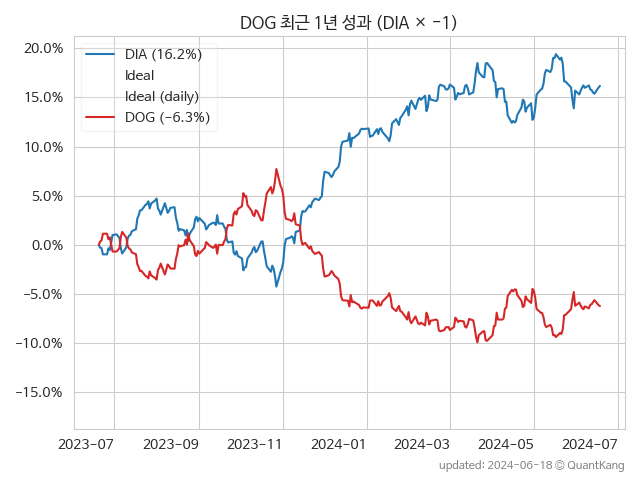 DOG 최근 1년 성과 (DIA × −1)
20.0%
15.0%
10.0%
5.0%
0.0%
−5.0%
−10.0%
−15.0%
DIA (16.2%)
Ideal
Ideal (daily)
DOG (−6.3%)
2023−07 2023−09 2023−11 2024−01 2024−03 2024−05 2024−07
updated: 2024-06-18 © QuantKang